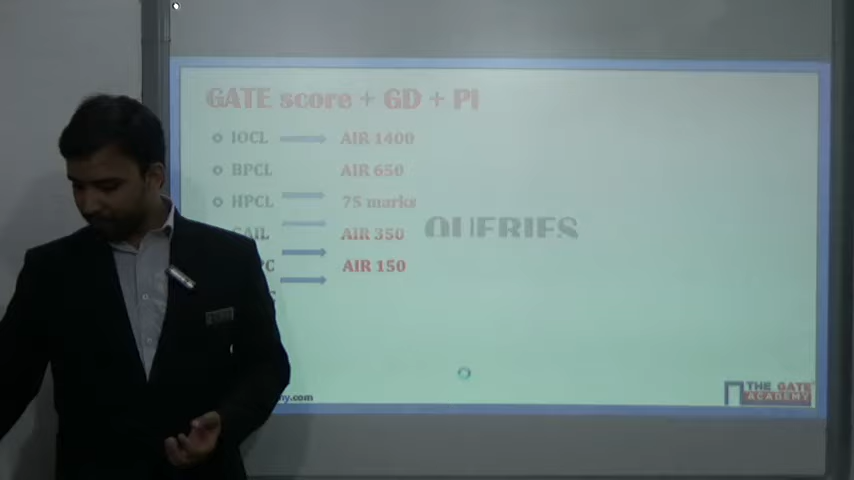 GATE score + GD + PI
IOCL AIR 1400
BPCL AIR 650
HPCL 75 marks
GAIL AIR 350
AIR 150
QUERIES
THE GATE
ACADEMY